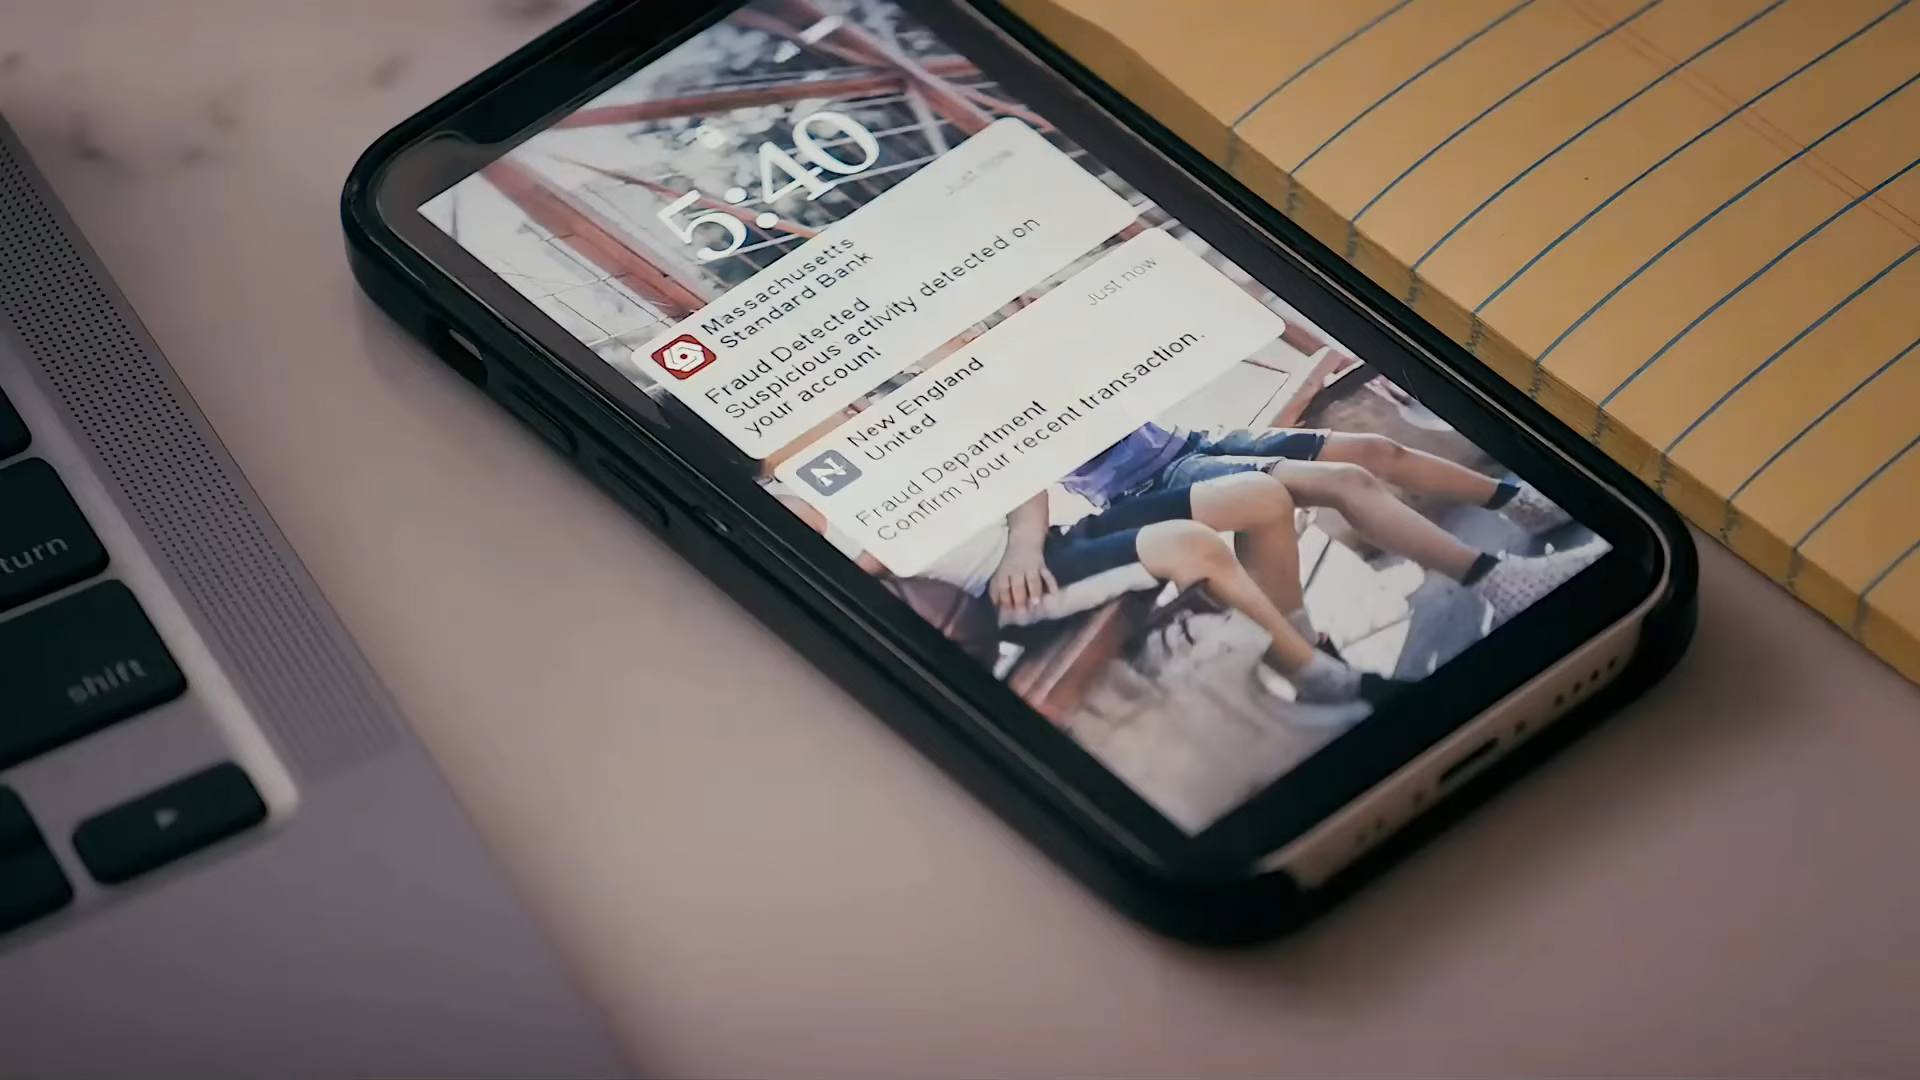 5:40
Massachusetts
Standard Bank
Just now
Fraud Detected
Suspicious activity detected on
your account
New England
United
Just now
Fraud Department
Confirm your recent transaction.
turn
shift